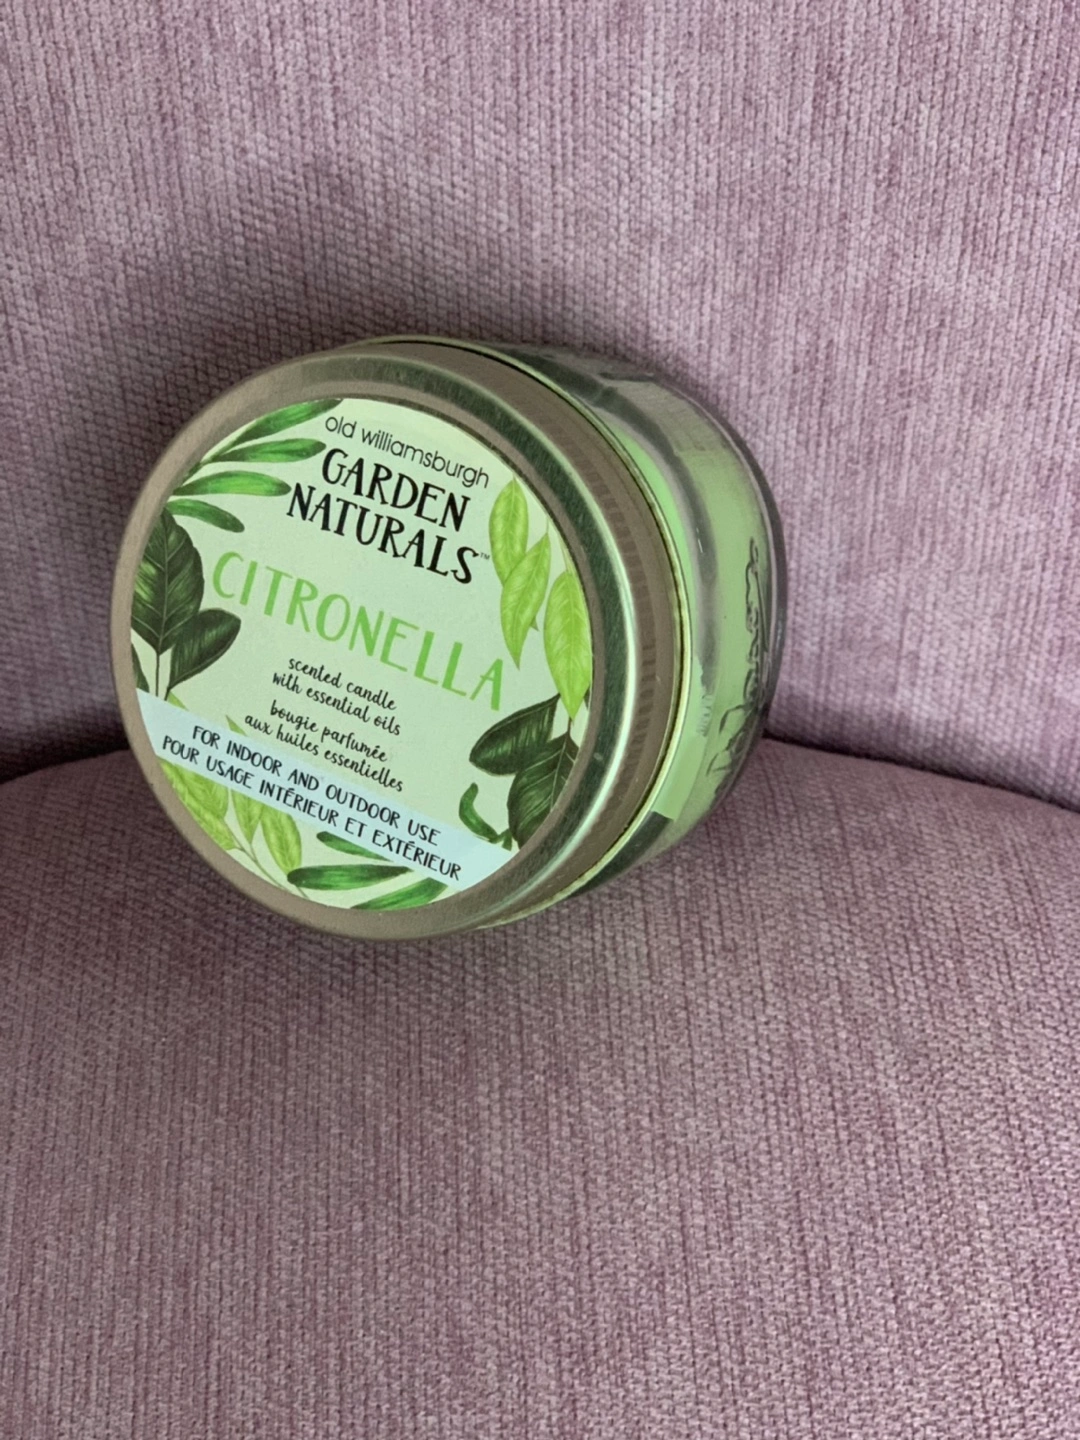 old williamsburgh
GARDEN
NATURALS™
CITRONELLA
scented candle
with essential oils
bougie parfumée
aux huiles essentielles
FOR INDOOR AND OUTDOOR USE
POUR USAGE INTÉRIEUR ET EXTÉRIEUR